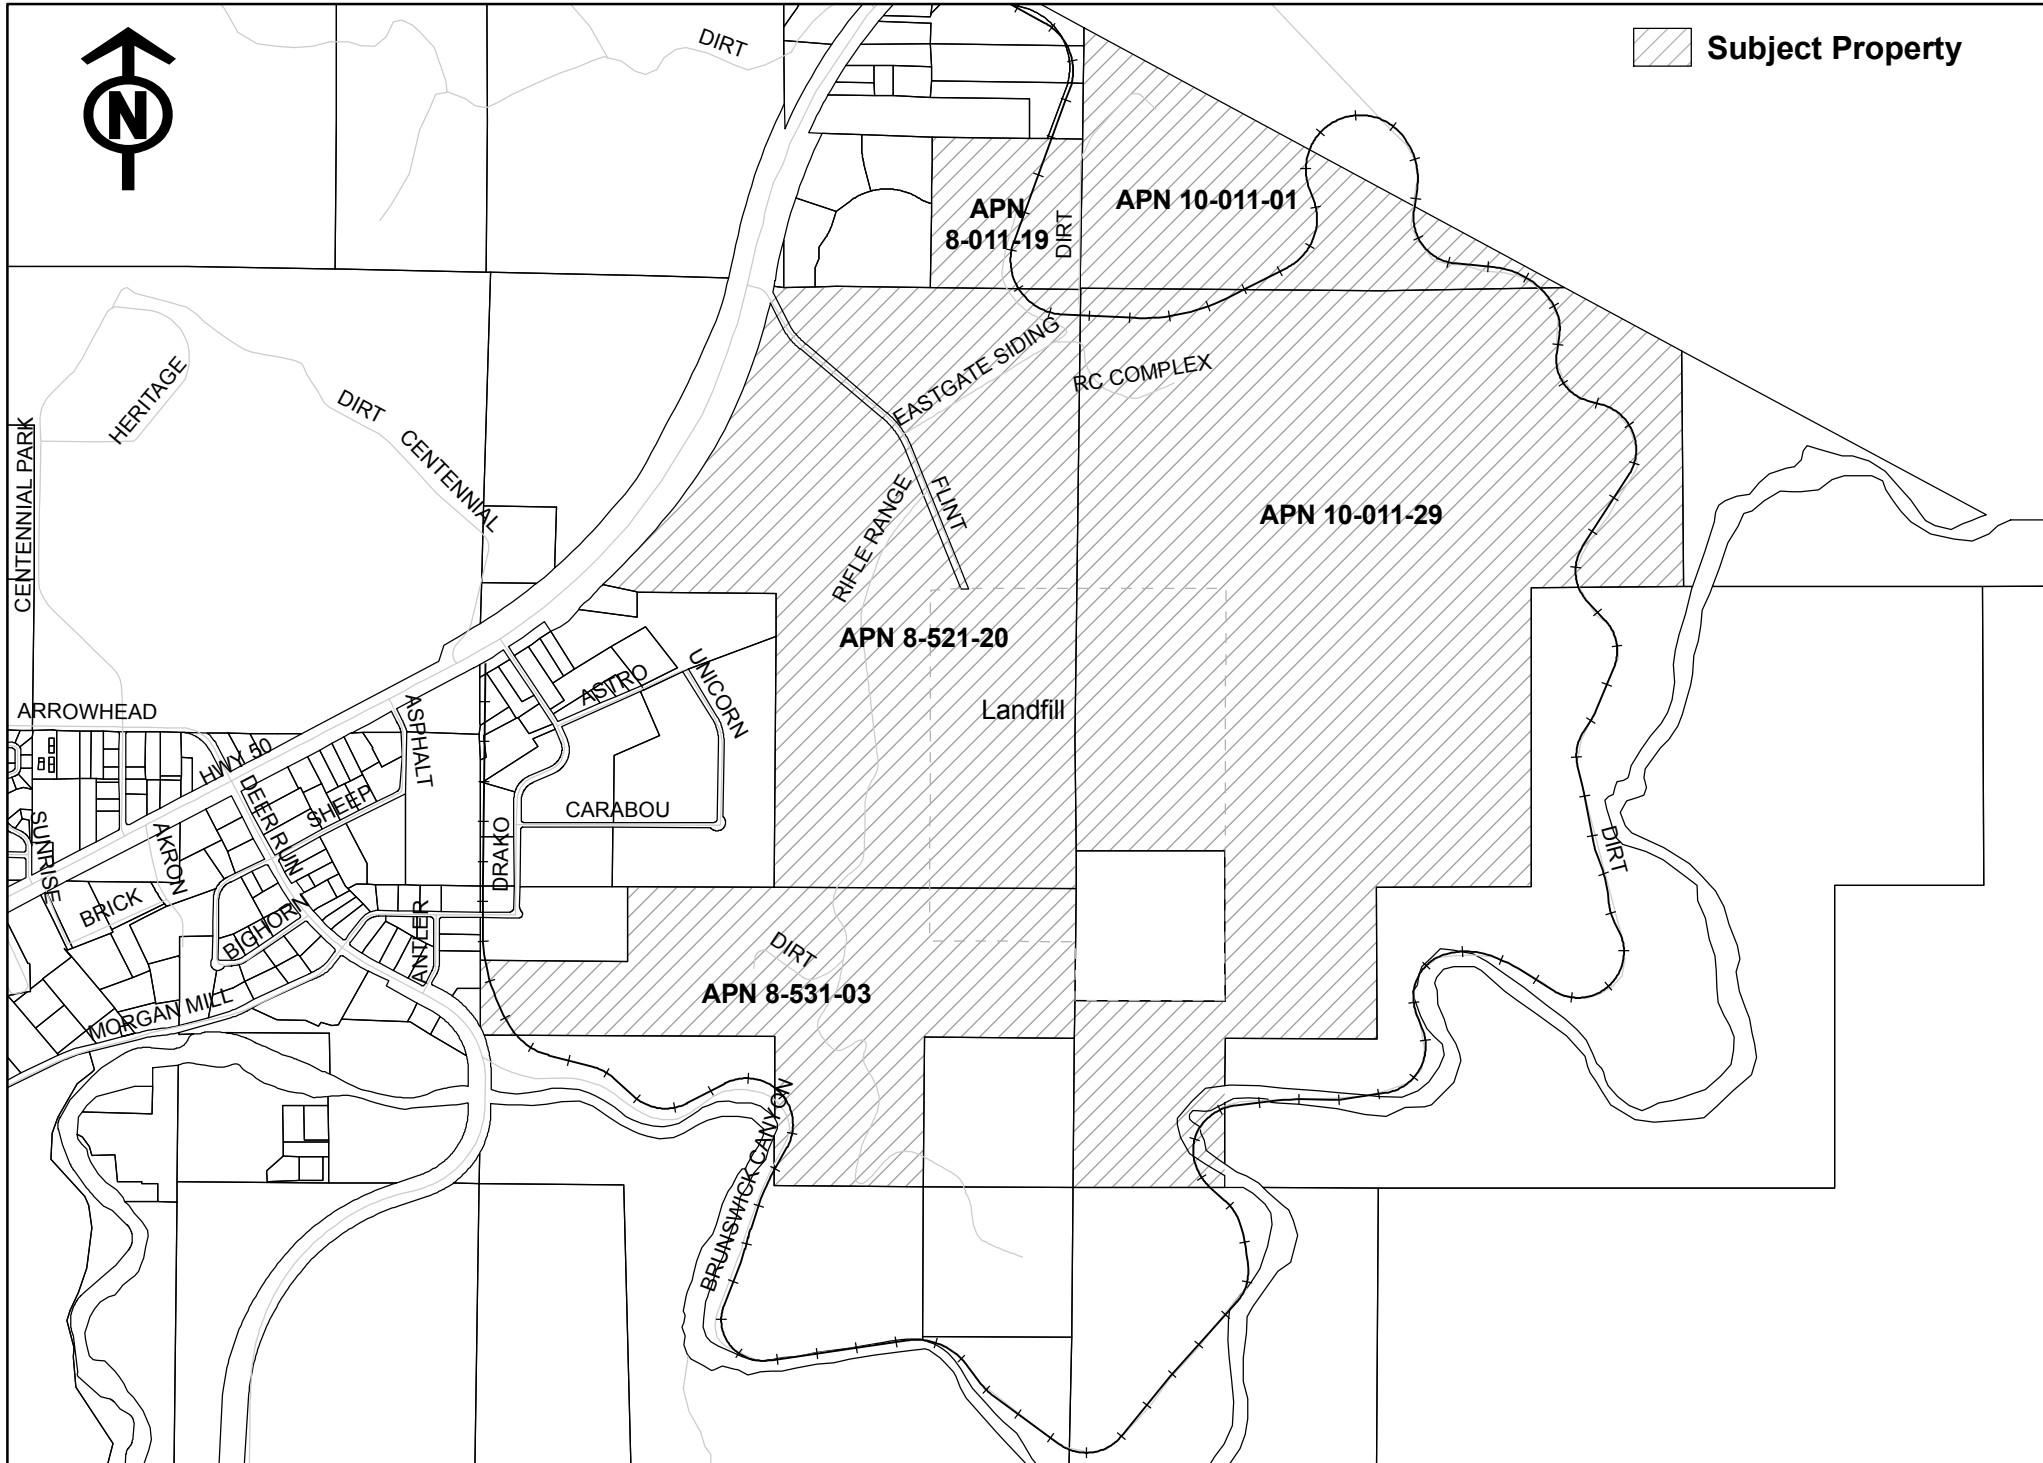 N
Subject Property
DIRT
APN 10-011-01
APN
8-011-19
DIRT
EASTGATE SIDING
RC COMPLEX
HERITAGE
DIRT
CENTENNIAL
CENTENNIAL PARK
FLINT
RIFLE RANGE
APN 10-011-29
APN 8-521-20
Landfill
UNICORN
ASTRO
ASPHALT
ARROWHEAD
HWY 50
DEER RUN
SHEEP
CARABOU
DRAKO
SUNRISE
AKRON
BRICK
BIGHORN
ANTLER
DIRT
DIRT
APN 8-531-03
MORGAN MILL
BRUNSWICK CANYON